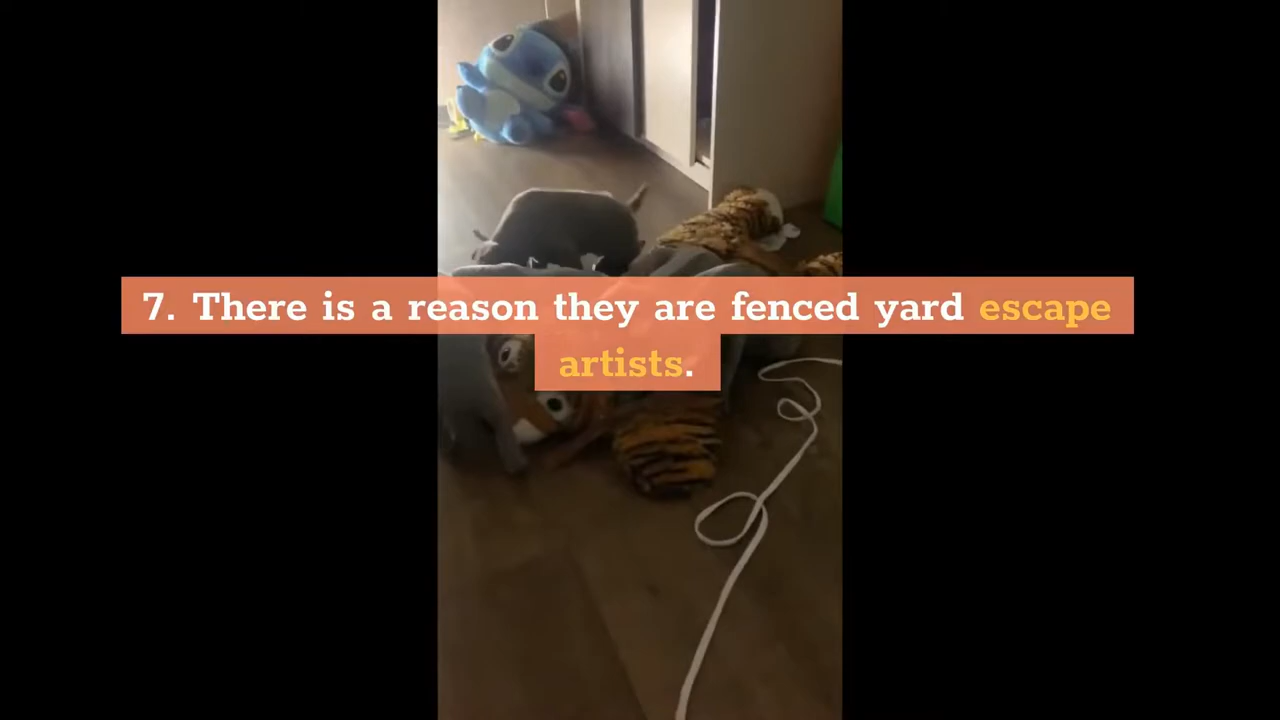 7. There is a reason they are fenced yard escape
artists.